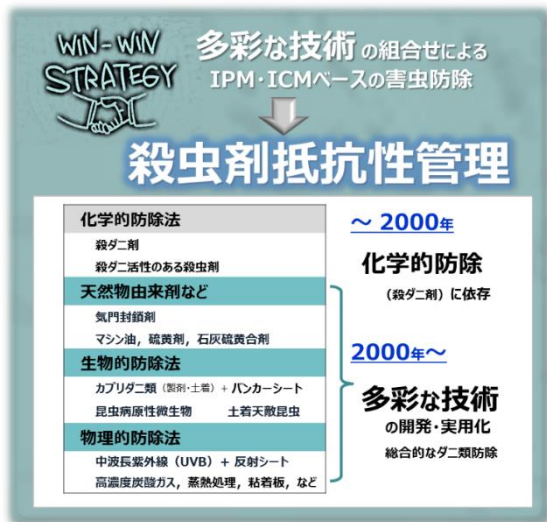 WIN-WIN
STRATEGY
多彩な技術 の組合せによる
IPM・ICMベースの害虫防除
殺虫剤抵抗性管理
化学的防除法
殺ダニ剤
殺ダニ活性のある殺虫剤
天然物由来剤など
気門封鎖剤
マシン油，硫黄剤，石灰硫黄合剤
生物的防除法
カブリダニ類（製剤・土着）＋バンカーシート
昆虫病原性微生物　土着天敵昆虫
物理的防除法
中波長紫外線（UVB）＋ 反射シート
高濃度炭酸ガス，蒸熱処理，粘着板，など
～ 2000年
化学的防除
（殺ダニ剤）に依存
2000年～
多彩な技術
の開発・実用化
総合的なダニ類防除